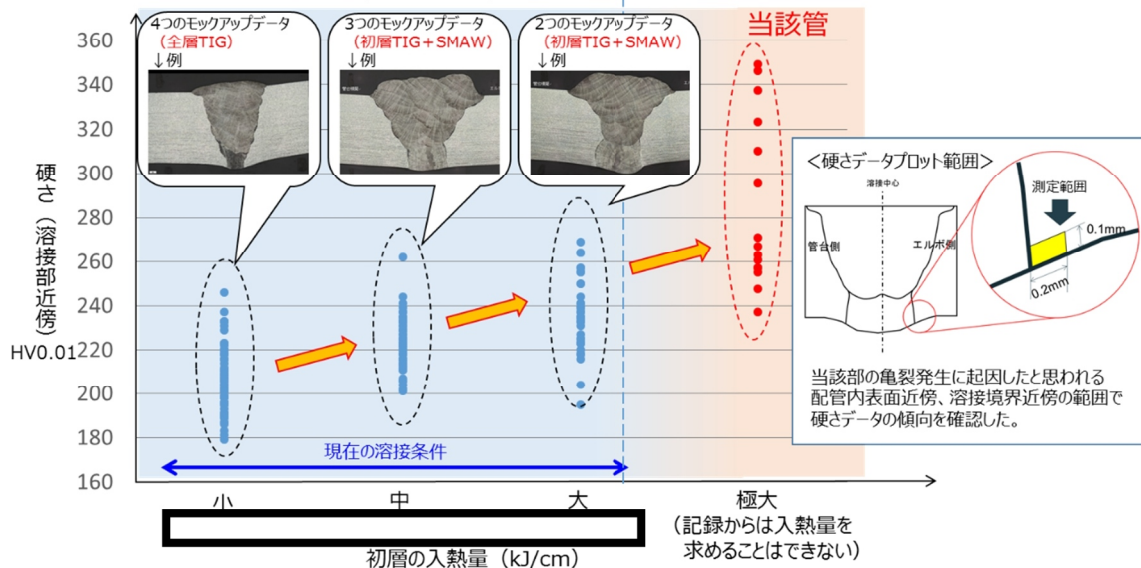 4つのモックアップデータ
（全層TIG）
↓例
3つのモックアップデータ
（初層TIG+SMAW）
↓例
2つのモックアップデータ
（初層TIG+SMAW）
↓例
当該管
360
340
320
300
280
260
240
220
200
180
160
硬さ（溶接部近傍）
HV0.01
現在の溶接条件
小
中
大
極大
（記録からは入熱量を
求めることはできない）
初層の入熱量（kJ/cm）
＜硬さデータプロット範囲＞
溶接中心
管台側
エルボ側
測定範囲
0.1mm
0.2mm
当該部の亀裂発生に起因したと思われる
配管内表面近傍、溶接境界近傍の範囲で
硬さデータの傾向を確認した。